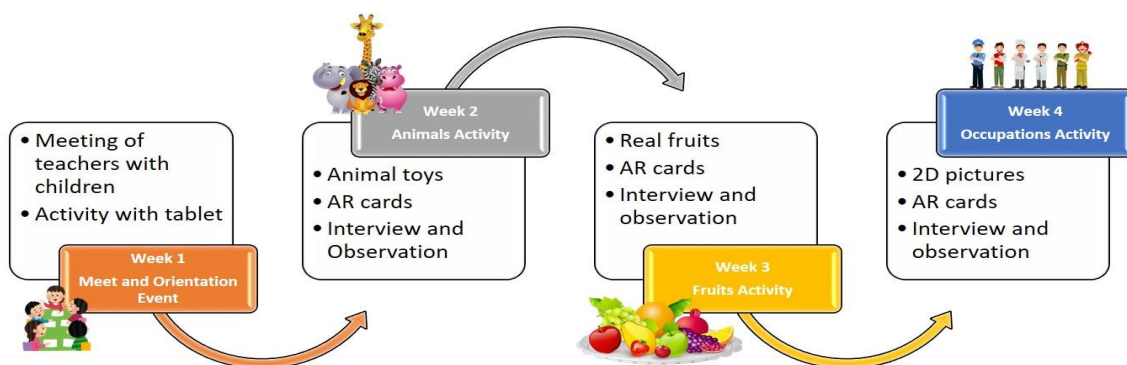 • Meeting of
teachers with
children
• Activity with tablet
Week 1
Meet and Orientation
Event
Week 2
Animals Activity
• Animal toys
• AR cards
• Interview and
Observation
• Real fruits
• AR cards
• Interview and
observation
Week 3
Fruits Activity
Week 4
Occupations Activity
• 2D pictures
• AR cards
• Interview and
observation